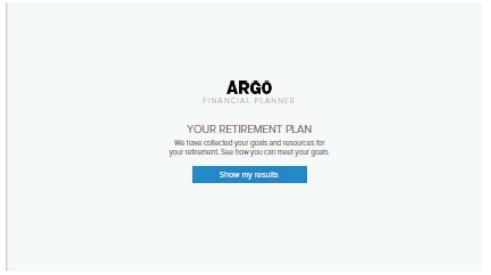 ARGO
FINANCIAL PLANNER
YOUR RETIREMENT PLAN
We have collected your goals and resources for
your retirement. See how you can meet your goals.
Show my results